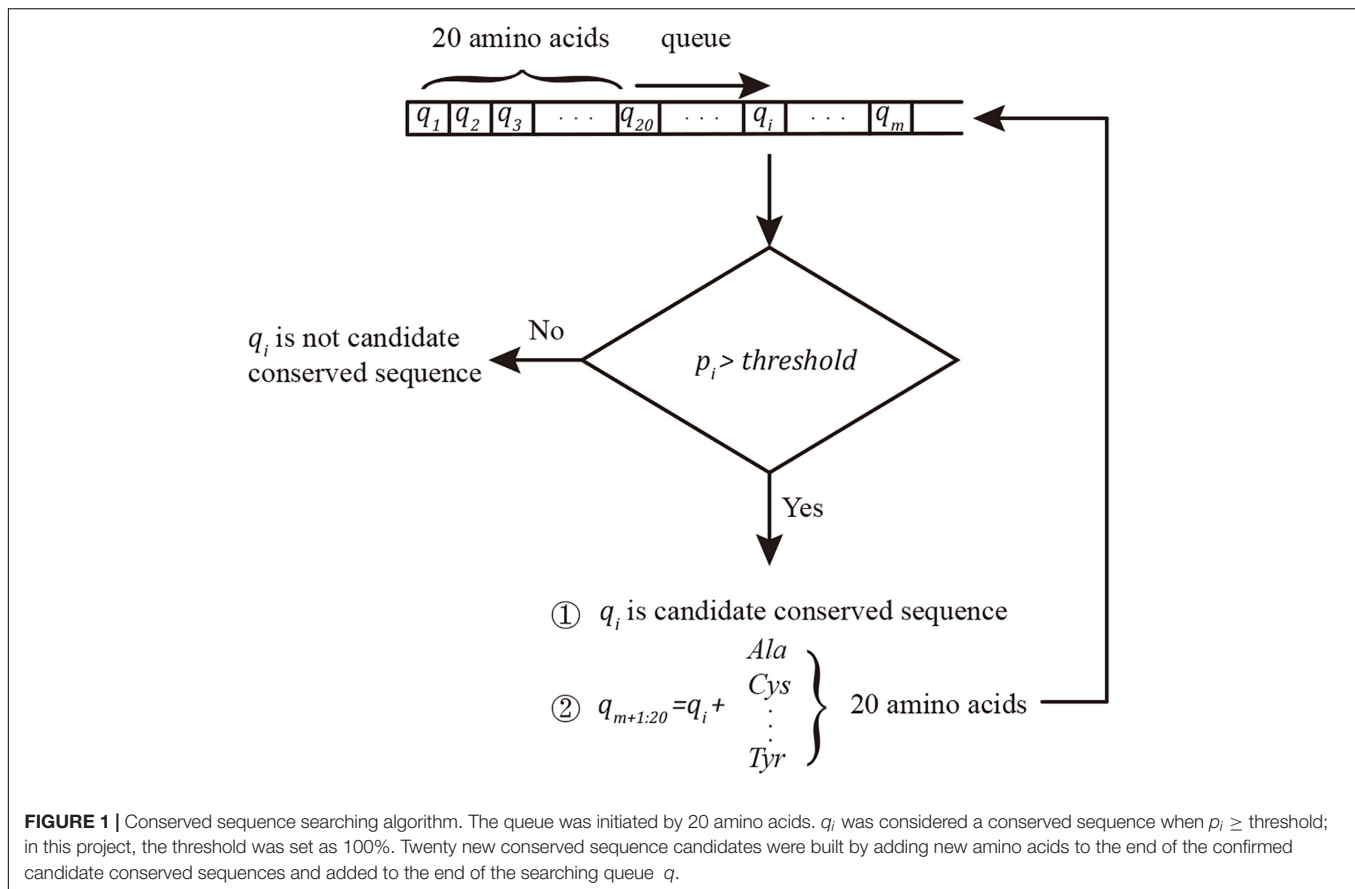 20 amino acids queue
q1 q2 q3 · · · q20 · · · qi · · · qm
pi > threshold
No
qi is not candidate
conserved sequence
Yes
① qi is candidate conserved sequence
Ala
Cys
② qm+1:20 =qi + · · 20 amino acids
Tyr
FIGURE 1 | Conserved sequence searching algorithm. The queue was initiated by 20 amino acids. qi was considered a conserved sequence when pi ≥ threshold;
in this project, the threshold was set as 100%. Twenty new conserved sequence candidates were built by adding new amino acids to the end of the confirmed
candidate conserved sequences and added to the end of the searching queue q.